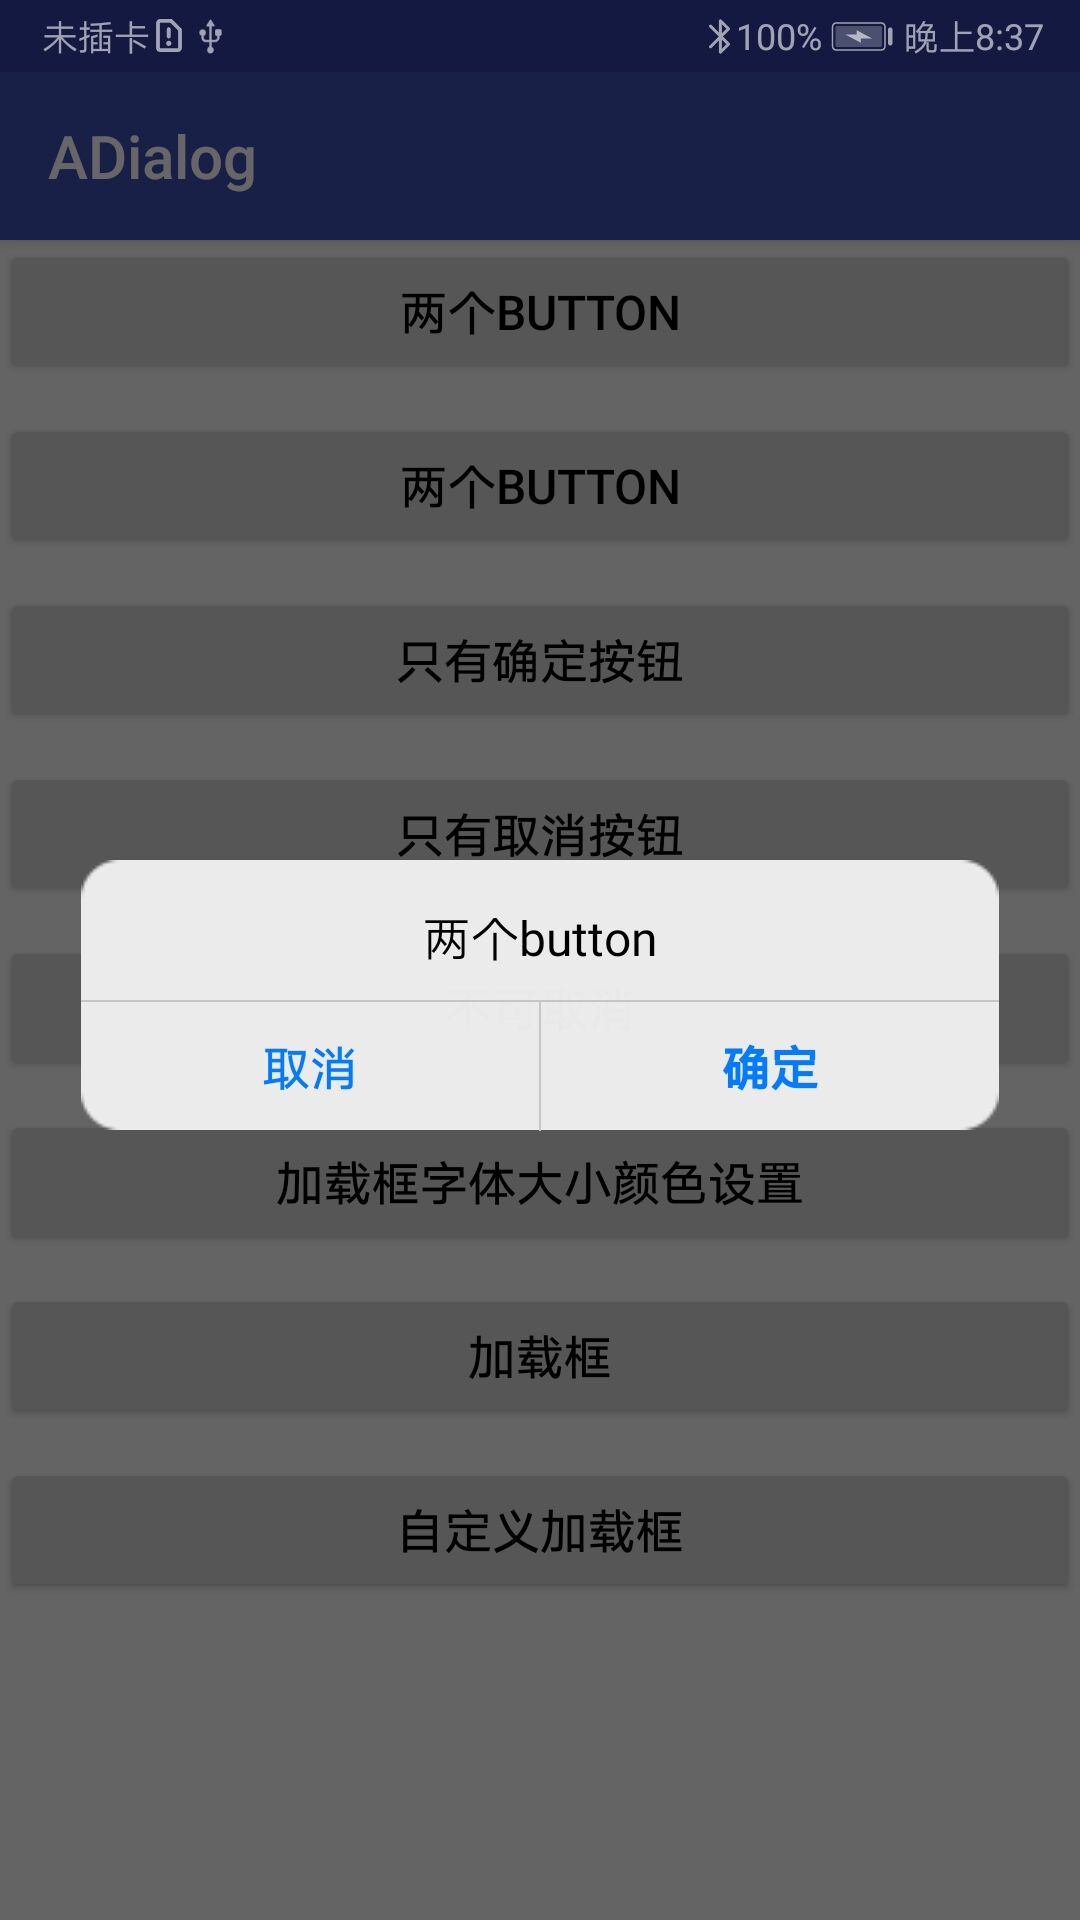 未插卡 100% 晚上8:37
ADialog
两个BUTTON
两个BUTTON
只有确定按钮
只有取消按钮
两个button
不可取消
取消 确定
加载框字体大小颜色设置
加载框
自定义加载框